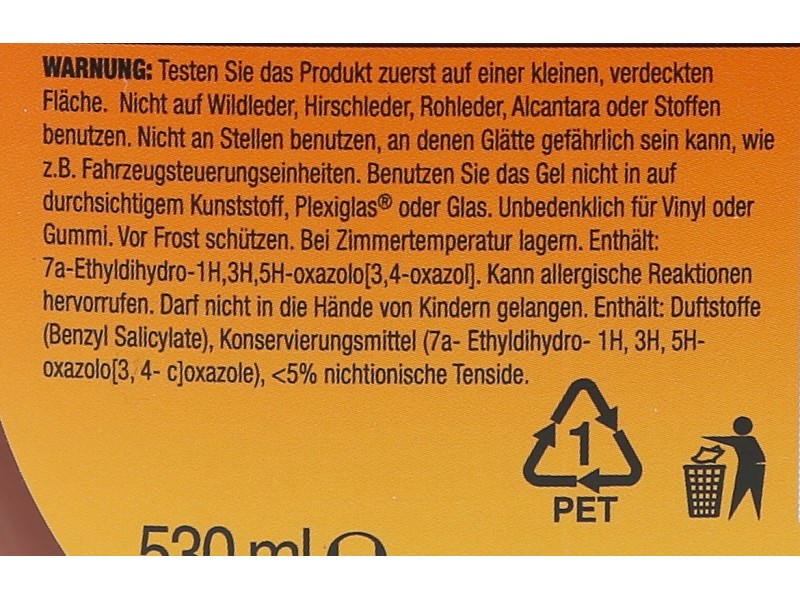 WARNUNG: Testen Sie das Produkt zuerst auf einer kleinen, verdeckten
Fläche. Nicht auf Wildleder, Hirschleder, Rohleder, Alcantara oder Stoffen
benutzen. Nicht an Stellen benutzen, an denen Glätte gefährlich sein kann, wie
z.B. Fahrzeugsteuerungseinheiten. Benutzen Sie das Gel nicht in auf
durchsichtigem Kunststoff, Plexiglas® oder Glas. Unbedenklich für Vinyl oder
Gummi. Vor Frost schützen. Bei Zimmertemperatur lagern. Enthält:
7a-Ethyldihydro-1H,3H,5H-oxazolo[3,4-oxazol]. Kann allergische Reaktionen
hervorrufen. Darf nicht in die Hände von Kindern gelangen. Enthält: Duftstoffe
(Benzyl Salicylate), Konservierungsmittel (7a- Ethyldihydro- 1H, 3H, 5H-
oxazolo[3, 4- c]oxazole), <5% nichtionische Tenside.
1
PET
530 ml